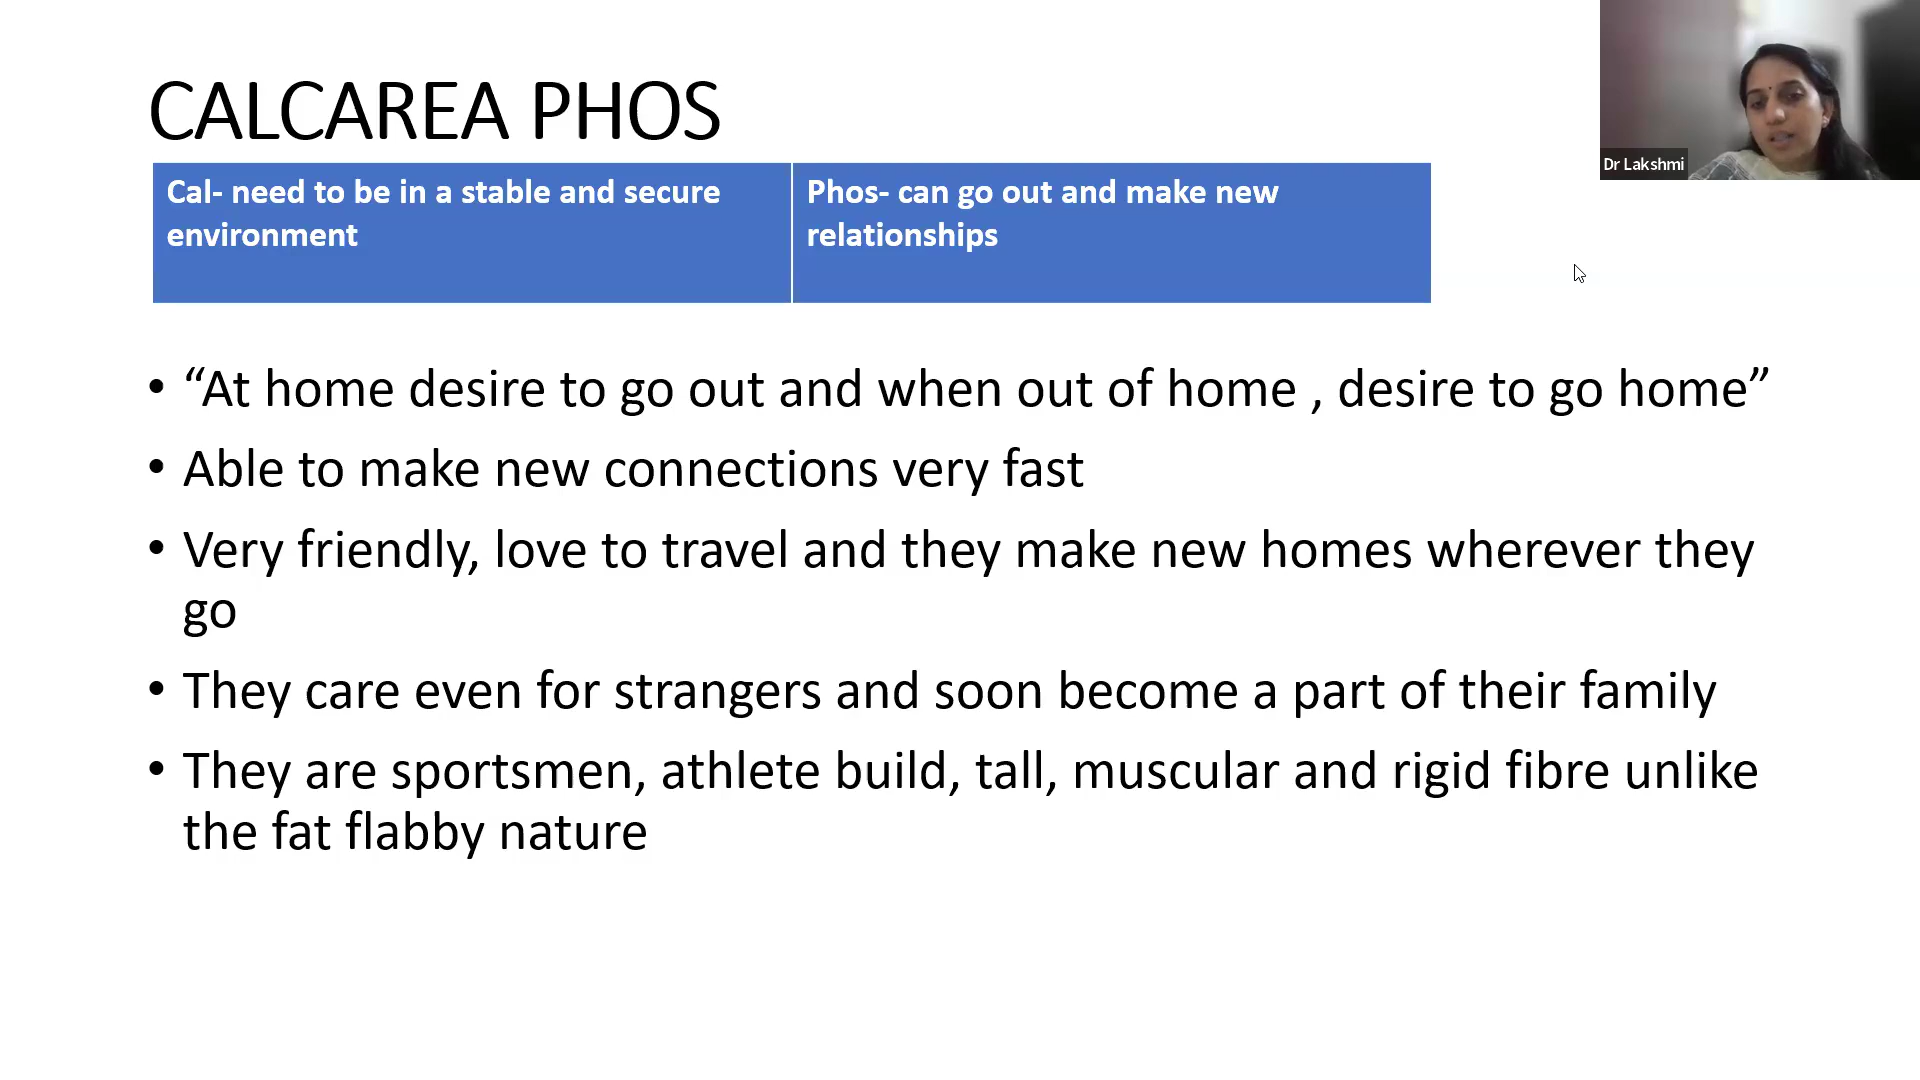 CALCAREA PHOS
Cal- need to be in a stable and secure
environment
Phos- can go out and make new
relationships
Dr Lakshmi
• “At home desire to go out and when out of home , desire to go home”
• Able to make new connections very fast
• Very friendly, love to travel and they make new homes wherever they
go
• They care even for strangers and soon become a part of their family
• They are sportsmen, athlete build, tall, muscular and rigid fibre unlike
the fat flabby nature